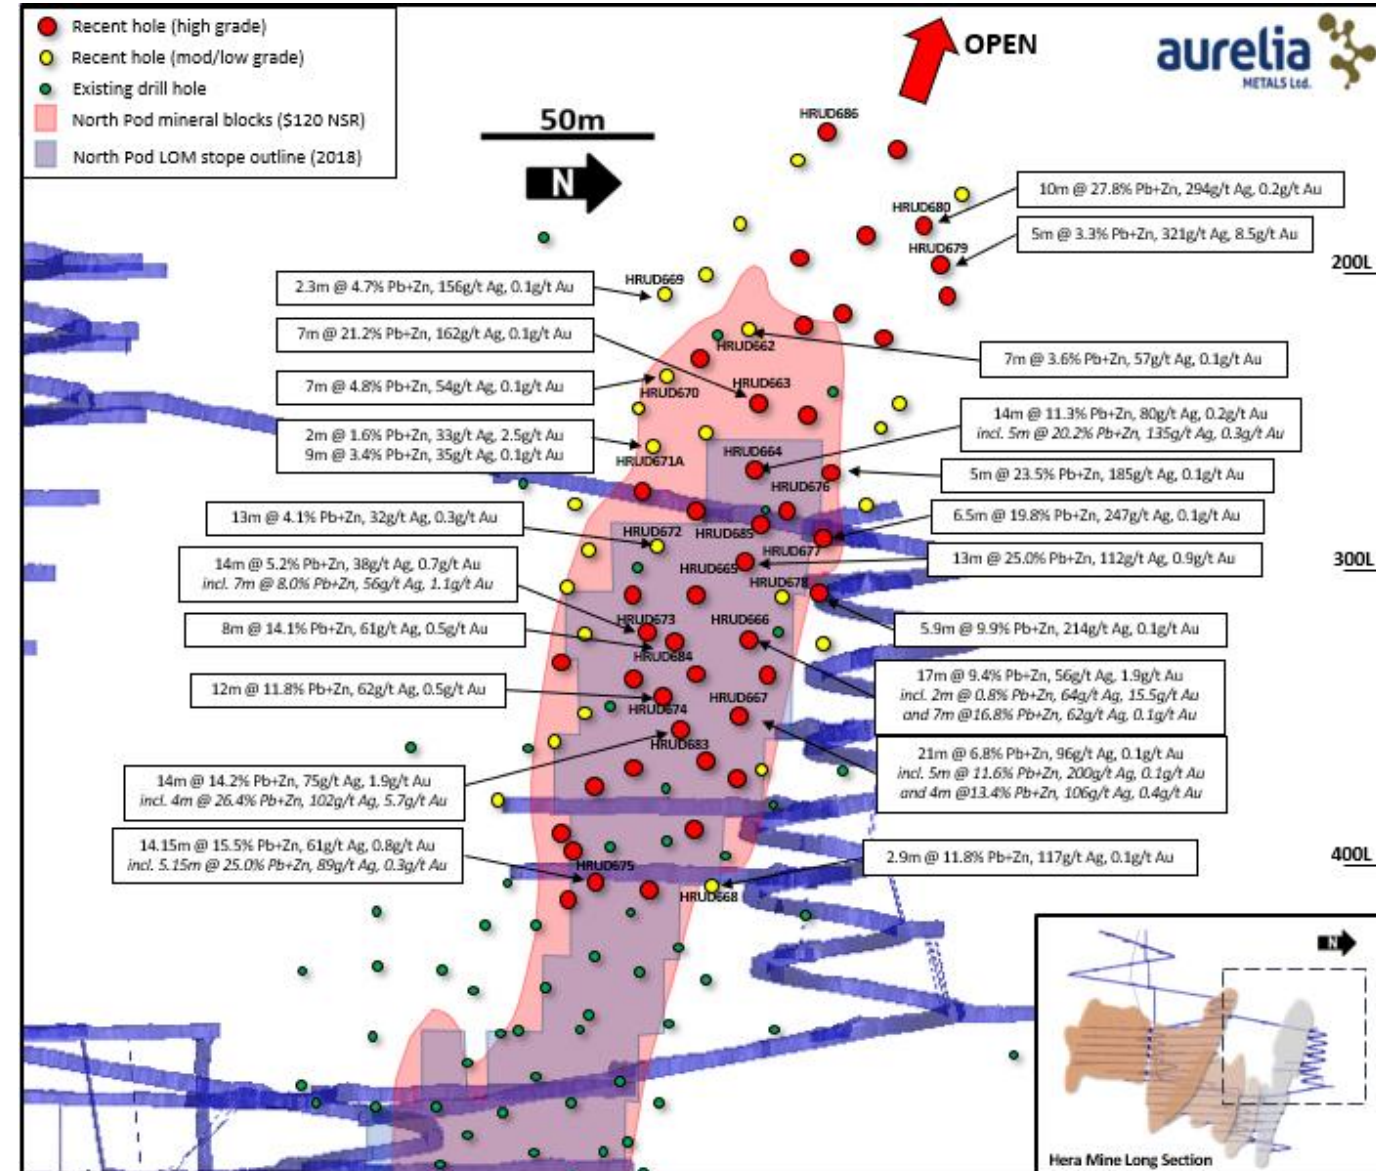 Recent hole (high grade)
Recent hole (mod/low grade)
Existing drill hole
North Pod mineral blocks ($120 NSR)
North Pod LOM stope outline (2018)
50m
N
OPEN
aurelia
METALS Ltd.
HRUD686
HRUD680
HRUD679
10m @ 27.8% Pb+Zn, 294g/t Ag, 0.2g/t Au
5m @ 3.3% Pb+Zn, 321g/t Ag, 8.5g/t Au
200L
HRUD669
2.3m @ 4.7% Pb+Zn, 156g/t Ag, 0.1g/t Au
7m @ 21.2% Pb+Zn, 162g/t Ag, 0.1g/t Au
HRUD662
7m @ 3.6% Pb+Zn, 57g/t Ag, 0.1g/t Au
7m @ 4.8% Pb+Zn, 54g/t Ag, 0.1g/t Au
HRUD670
HRUD663
14m @ 11.3% Pb+Zn, 80g/t Ag, 0.2g/t Au
incl. 5m @ 20.2% Pb+Zn, 135g/t Ag, 0.3g/t Au
2m @ 1.6% Pb+Zn, 33g/t Ag, 2.5g/t Au
9m @ 3.4% Pb+Zn, 35g/t Ag, 0.1g/t Au
HRUD671A
HRUD664
HRUD676
5m @ 23.5% Pb+Zn, 185g/t Ag, 0.1g/t Au
13m @ 4.1% Pb+Zn, 32g/t Ag, 0.3g/t Au
HRUD672
HRUD685
HRUD677
6.5m @ 19.8% Pb+Zn, 247g/t Ag, 0.1g/t Au
14m @ 5.2% Pb+Zn, 38g/t Ag, 0.7g/t Au
incl. 7m @ 8.0% Pb+Zn, 56g/t Ag, 1.1g/t Au
HRUD665
HRUD678
13m @ 25.0% Pb+Zn, 112g/t Ag, 0.9g/t Au
300L
8m @ 14.1% Pb+Zn, 61g/t Ag, 0.5g/t Au
HRUD673
HRUD684
HRUD666
5.9m @ 9.9% Pb+Zn, 214g/t Ag, 0.1g/t Au
12m @ 11.8% Pb+Zn, 62g/t Ag, 0.5g/t Au
HRUD674
HRUD667
17m @ 9.4% Pb+Zn, 56g/t Ag, 1.9g/t Au
incl. 2m @ 0.8% Pb+Zn, 64g/t Ag, 15.5g/t Au
and 7m @16.8% Pb+Zn, 62g/t Ag, 0.1g/t Au
HRUD683
14m @ 14.2% Pb+Zn, 75g/t Ag, 1.9g/t Au
incl. 4m @ 26.4% Pb+Zn, 102g/t Ag, 5.7g/t Au
21m @ 6.8% Pb+Zn, 96g/t Ag, 0.1g/t Au
incl. 5m @ 11.6% Pb+Zn, 200g/t Ag, 0.1g/t Au
and 4m @13.4% Pb+Zn, 106g/t Ag, 0.4g/t Au
14.15m @ 15.5% Pb+Zn, 61g/t Ag, 0.8g/t Au
incl. 5.15m @ 25.0% Pb+Zn, 89g/t Ag, 0.3g/t Au
HRUD675
HRUD668
2.9m @ 11.8% Pb+Zn, 117g/t Ag, 0.1g/t Au
400L
N
Hera Mine Long Section